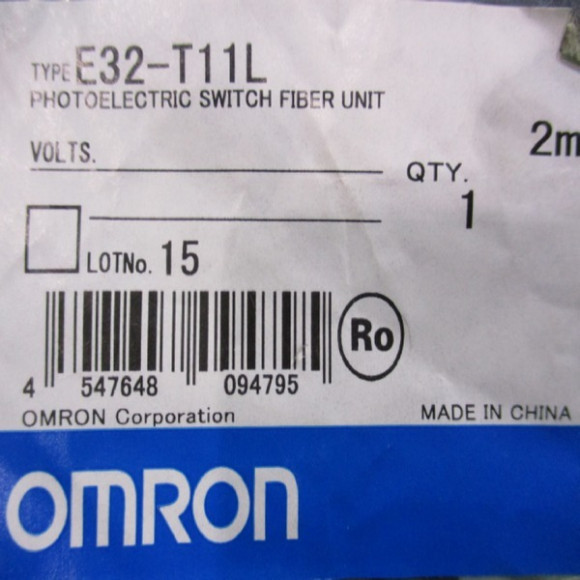 TYPE E32-T11L
PHOTOELECTRIC SWITCH FIBER UNIT
2m
VOLTS.
QTY.
1
LOTNo. 15
Ro
4 547648 094795
OMRON Corporation
MADE IN CHINA
OMRON